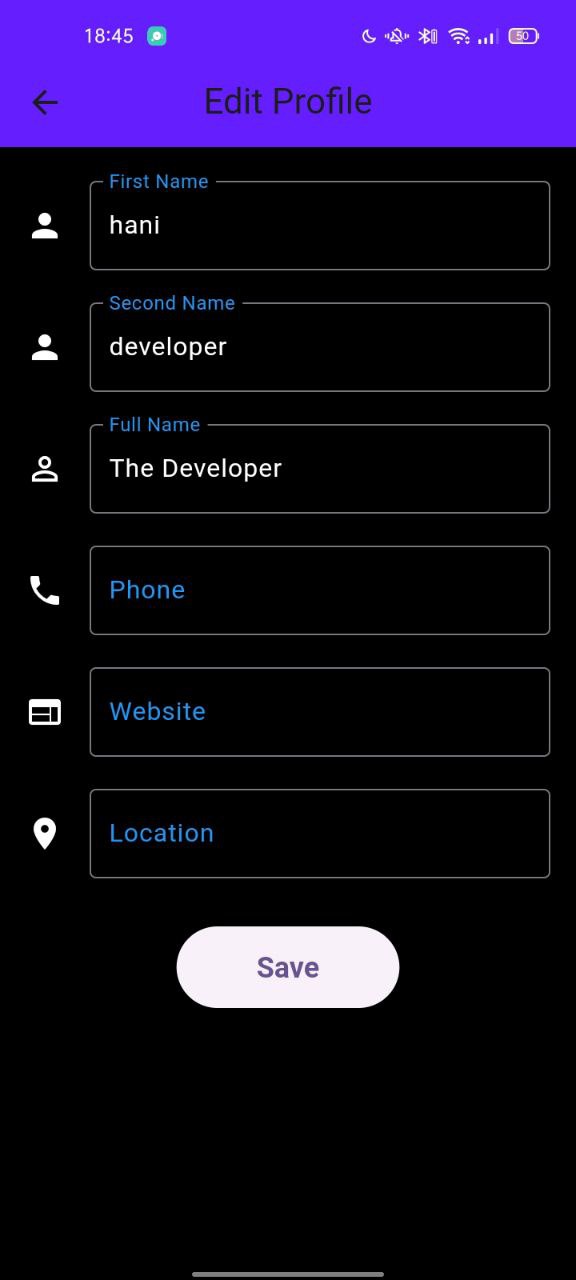 18:45
50
Edit Profile
First Name
hani
Second Name
developer
Full Name
The Developer
Phone
Website
Location
Save